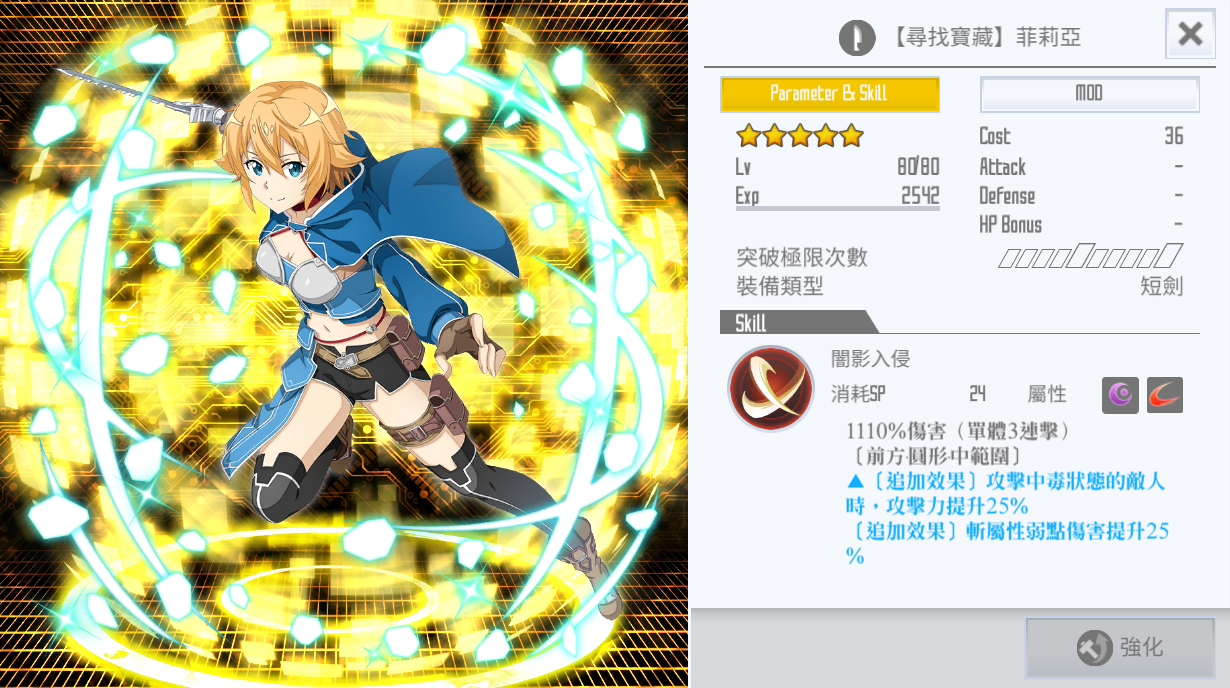 【尋找寶藏】菲莉亞
Parameter & Skill
MOD
Cost 36
Lv 80/80
Attack -
Exp 2542
Defense -
HP Bonus -
突破極限次數
裝備類型 短劍
Skill
闇影入侵
消耗SP 24 屬性
1110%傷害（單體3連擊）
〔前方圓形中範圍〕
▲〔追加效果〕攻擊中毒狀態的敵人
時，攻擊力提升25%
〔追加效果〕斬屬性弱點傷害提升25
%
強化